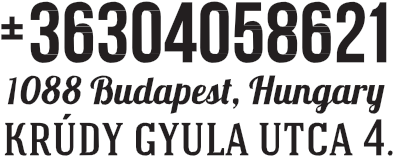 ±36304058621
1088 Budapest, Hungary
KRÚDY GYULA UTCA 4.